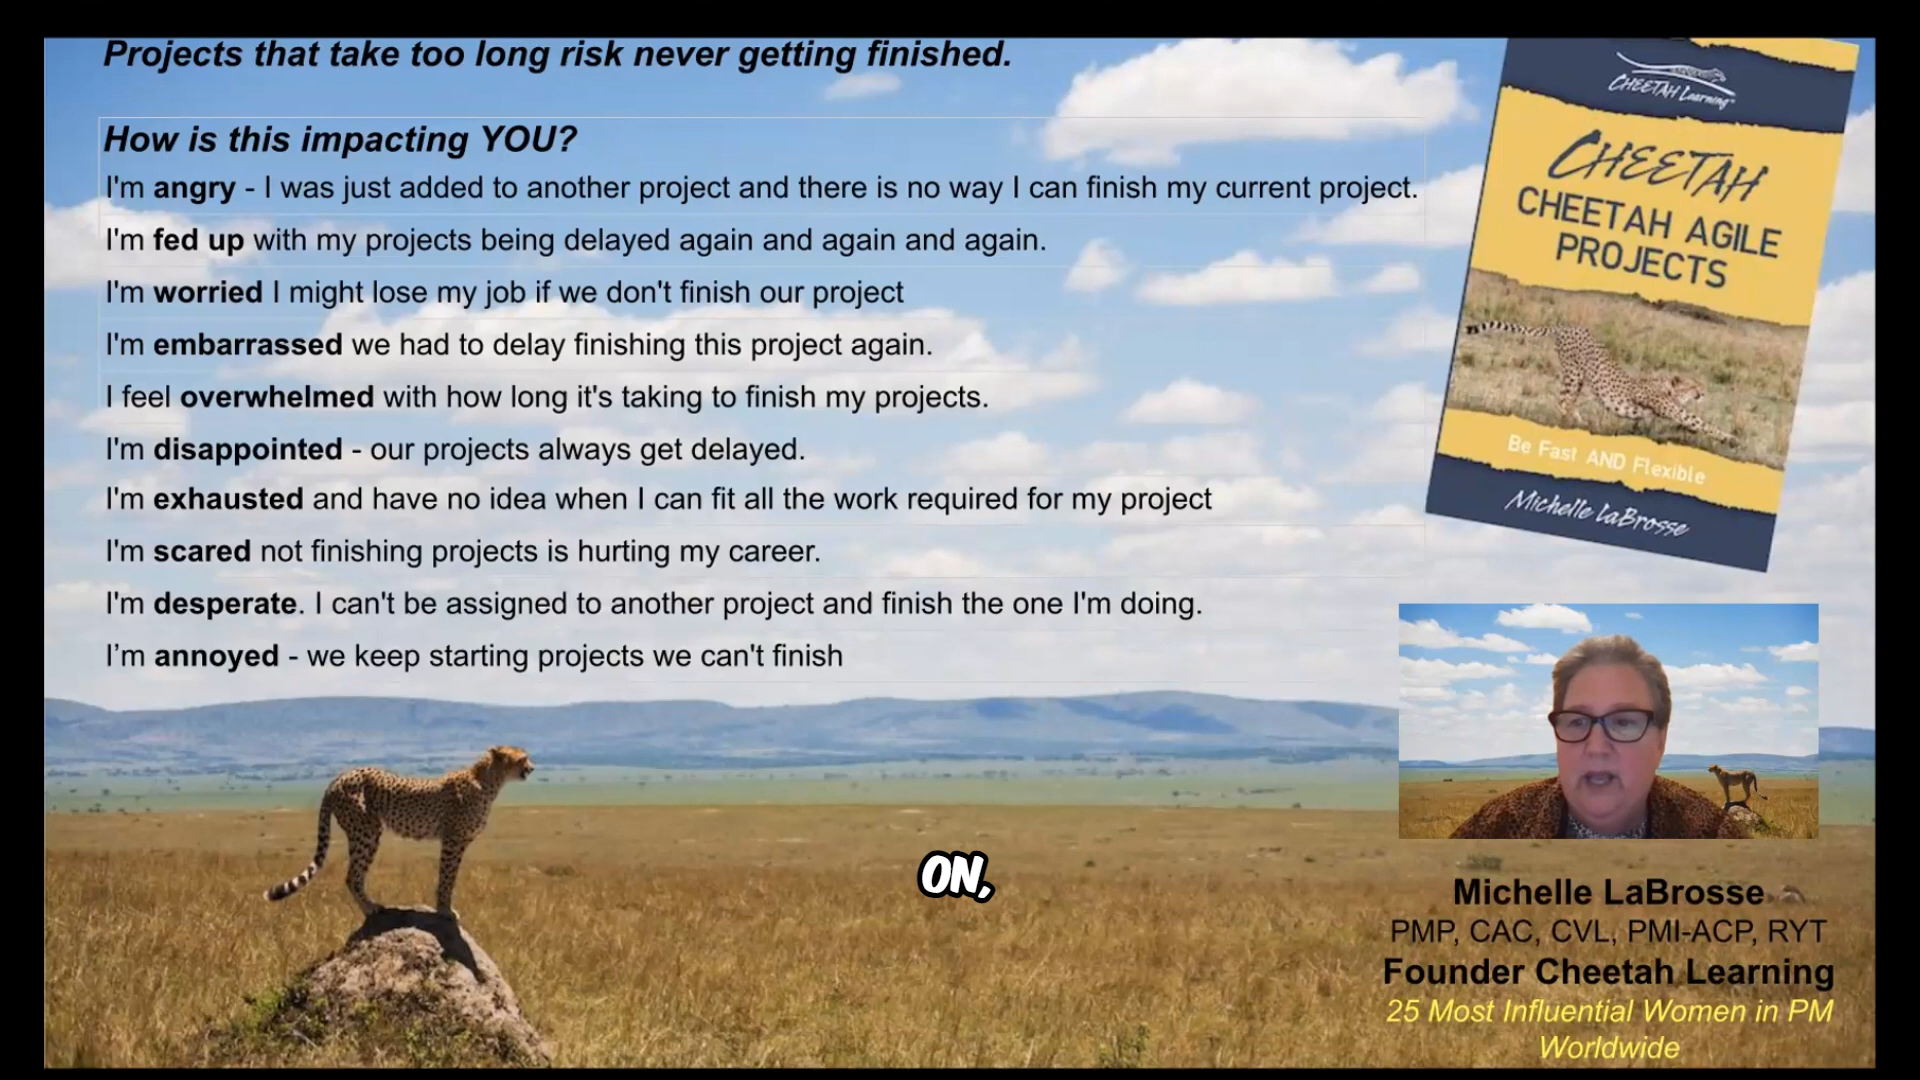 Projects that take too long risk never getting finished.
How is this impacting YOU?
I'm angry - I was just added to another project and there is no way I can finish my current project.
I'm fed up with my projects being delayed again and again and again.
I'm worried I might lose my job if we don't finish our project
I'm embarrassed we had to delay finishing this project again.
I feel overwhelmed with how long it's taking to finish my projects.
I'm disappointed - our projects always get delayed.
I'm exhausted and have no idea when I can fit all the work required for my project
I'm scared not finishing projects is hurting my career.
I'm desperate. I can't be assigned to another project and finish the one I'm doing.
I’m annoyed - we keep starting projects we can't finish
CHEETAH Learning
CHEETAH
CHEETAH AGILE
PROJECTS
Be Fast AND Flexible
Michelle LaBrosse
ON,
Michelle LaBrosse
PMP, CAC, CVL, PMI-ACP, RYT
Founder Cheetah Learning
25 Most Influential Women in PM
Worldwide